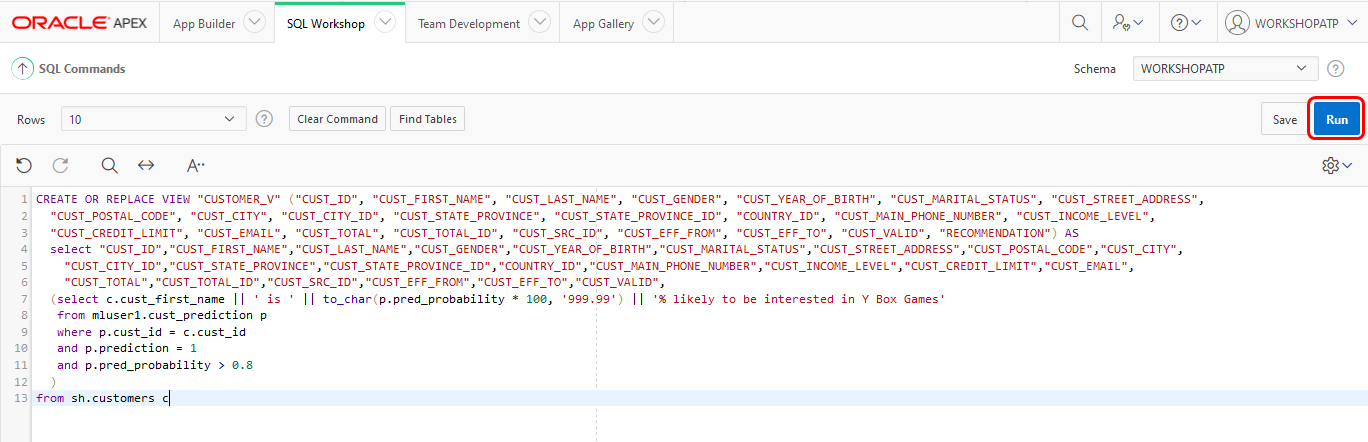 ORACLE APEX App Builder SQL Workshop Team Development App Gallery WORKSHOPATP
SQL Commands Schema WORKSHOPATP
Rows 10 Clear Command Find Tables Save Run
A
1 CREATE OR REPLACE VIEW "CUSTOMER_V" ("CUST_ID", "CUST_FIRST_NAME", "CUST_LAST_NAME", "CUST_GENDER", "CUST_YEAR_OF_BIRTH", "CUST_MARITAL_STATUS", "CUST_STREET_ADDRESS",
2 "CUST_POSTAL_CODE", "CUST_CITY", "CUST_CITY_ID", "CUST_STATE_PROVINCE", "CUST_STATE_PROVINCE_ID", "COUNTRY_ID", "CUST_MAIN_PHONE_NUMBER", "CUST_INCOME_LEVEL",
3 "CUST_CREDIT_LIMIT", "CUST_EMAIL", "CUST_TOTAL", "CUST_TOTAL_ID", "CUST_SRC_ID", "CUST_EFF_FROM", "CUST_EFF_TO", "CUST_VALID", "RECOMMENDATION") AS
4 select "CUST_ID","CUST_FIRST_NAME","CUST_LAST_NAME","CUST_GENDER","CUST_YEAR_OF_BIRTH","CUST_MARITAL_STATUS","CUST_STREET_ADDRESS","CUST_POSTAL_CODE","CUST_CITY",
5 "CUST_CITY_ID","CUST_STATE_PROVINCE","CUST_STATE_PROVINCE_ID","COUNTRY_ID","CUST_MAIN_PHONE_NUMBER","CUST_INCOME_LEVEL","CUST_CREDIT_LIMIT","CUST_EMAIL",
6 "CUST_TOTAL","CUST_TOTAL_ID","CUST_SRC_ID","CUST_EFF_FROM","CUST_EFF_TO","CUST_VALID",
7 (select c.cust_first_name || ' is ' || to_char(p.pred_probability * 100, '999.99') || '% likely to be interested in Y Box Games'
8 from mluser1.cust_prediction p
9 where p.cust_id = c.cust_id
10 and p.prediction = 1
11 and p.pred_probability > 0.8
12 )
13 from sh.customers c